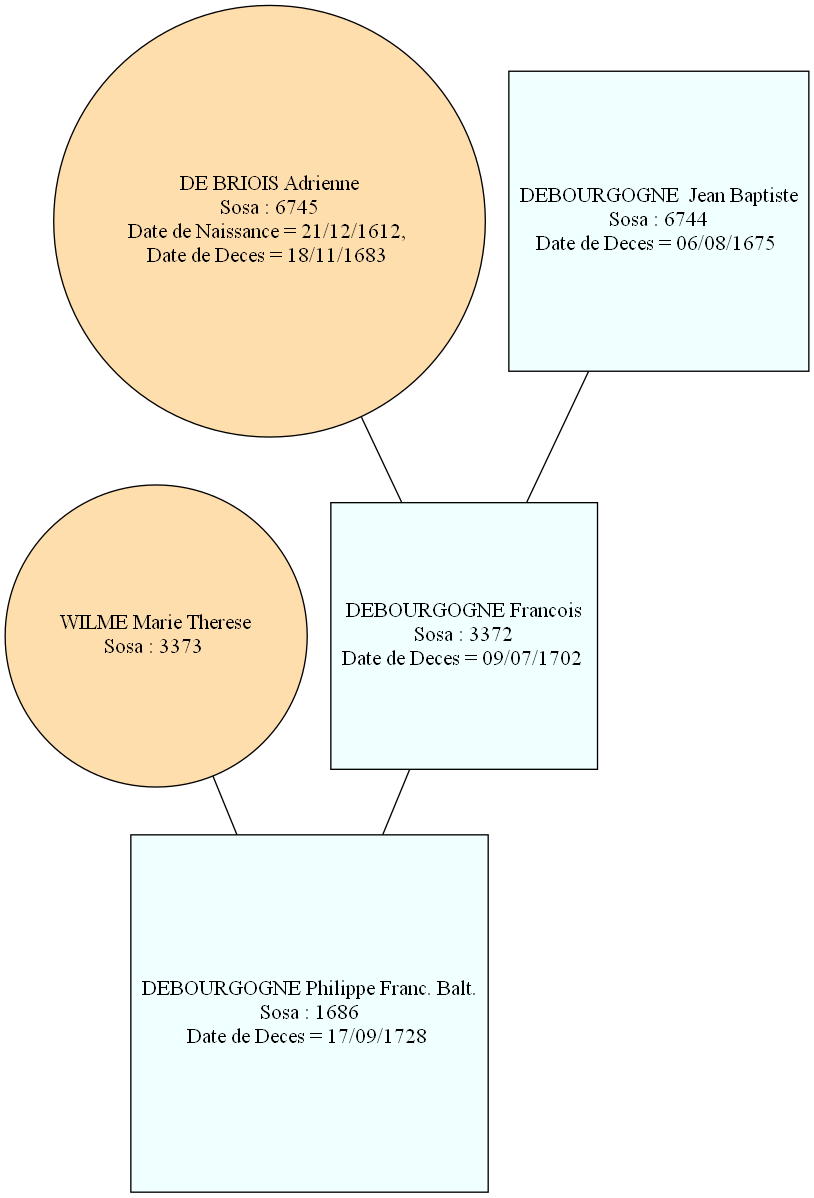 DE BRIOIS Adrienne
Sosa : 6745
Date de Naissance = 21/12/1612,
Date de Deces = 18/11/1683
DEBOURGOGNE  Jean Baptiste
Sosa : 6744
Date de Deces = 06/08/1675
WILME Marie Therese
Sosa : 3373
DEBOURGOGNE Francois
Sosa : 3372
Date de Deces = 09/07/1702
DEBOURGOGNE Philippe Franc. Balt.
Sosa : 1686
Date de Deces = 17/09/1728